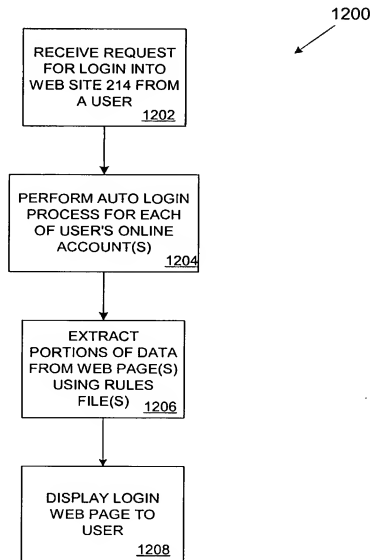 1200
RECEIVE REQUEST
FOR LOGIN INTO
WEB SITE 214 FROM
A USER
1202
PERFORM AUTO LOGIN
PROCESS FOR EACH
OF USER'S ONLINE
ACCOUNT(S)
1204
EXTRACT
PORTIONS OF DATA
FROM WEB PAGE(S)
USING RULES
FILE(S)
1206
DISPLAY LOGIN
WEB PAGE TO
USER
1208